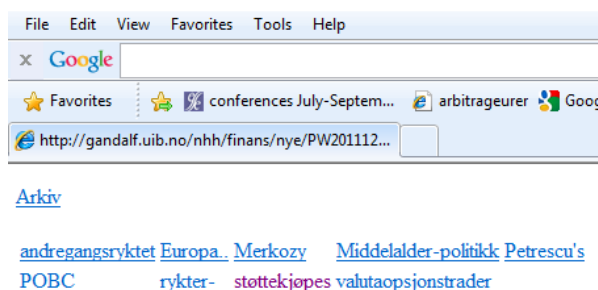 File Edit View Favorites Tools Help
x Google
Favorites conferences July-Septem... arbitrageurer Goog
http://gandalf.uib.no/nhh/finans/nye/PW201112...
Arkiv
andregangsryktet Europa.. Merkozy Middelalder-politikk Petrescu's
POBC rykter- støttekjøpes valutaopsjonstrader